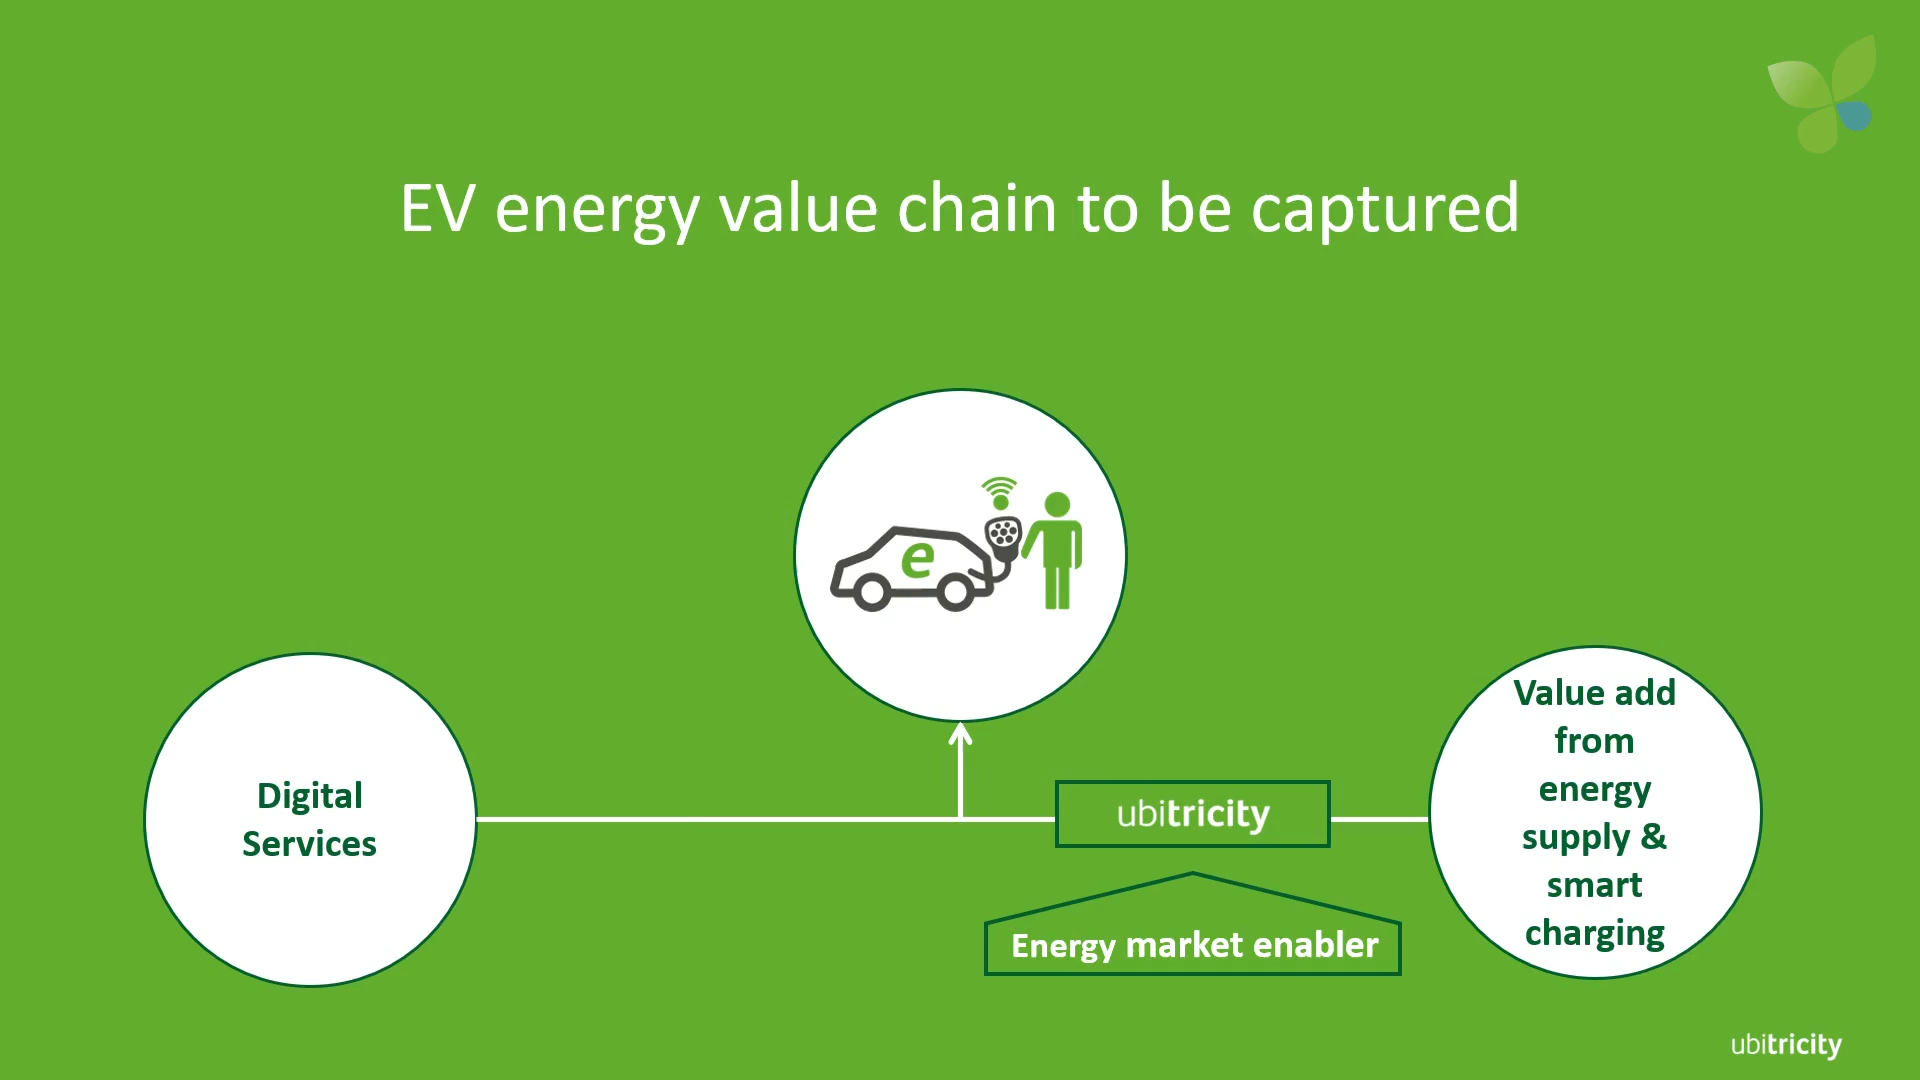 EV energy value chain to be captured
e
Digital
Services
ubitricity
Energy market enabler
Value add
from
energy
supply &
smart
charging
ubitricity